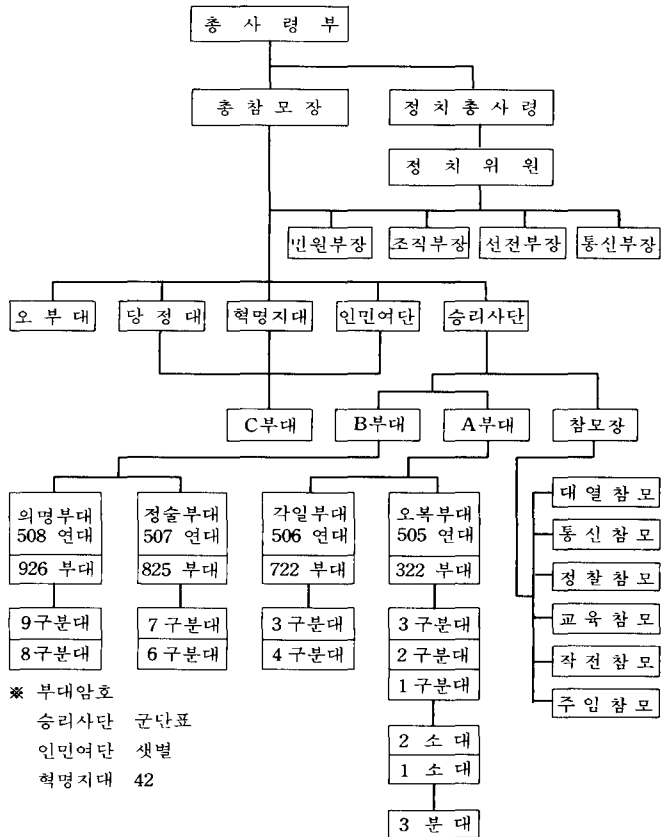 총 사 령 부
총 참 모 장
정 치 총 사 령
정 치 위 원
민원부장
조직부장
선전부장
통신부장
오 부 대
당 정 대
혁명지대
인민여단
승리사단
C부대
B부대
A부대
참모장
의명부대
508 연대
926 부대
정술부대
507 연대
825 부대
각일부대
506 연대
722 부대
오복부대
505 연대
322 부대
9구분대
8구분대
7 구분대
6 구분대
3 구분대
4 구분대
3 구분대
2 구분대
1 구분대
2 소 대
1 소 대
3 분 대
대 열 참 모
통 신 참 모
정 찰 참 모
교 육 참 모
작 전 참 모
주 임 참 모
※ 부대암호
승리사단 군단표
인민여단 샛별
혁명지대 42